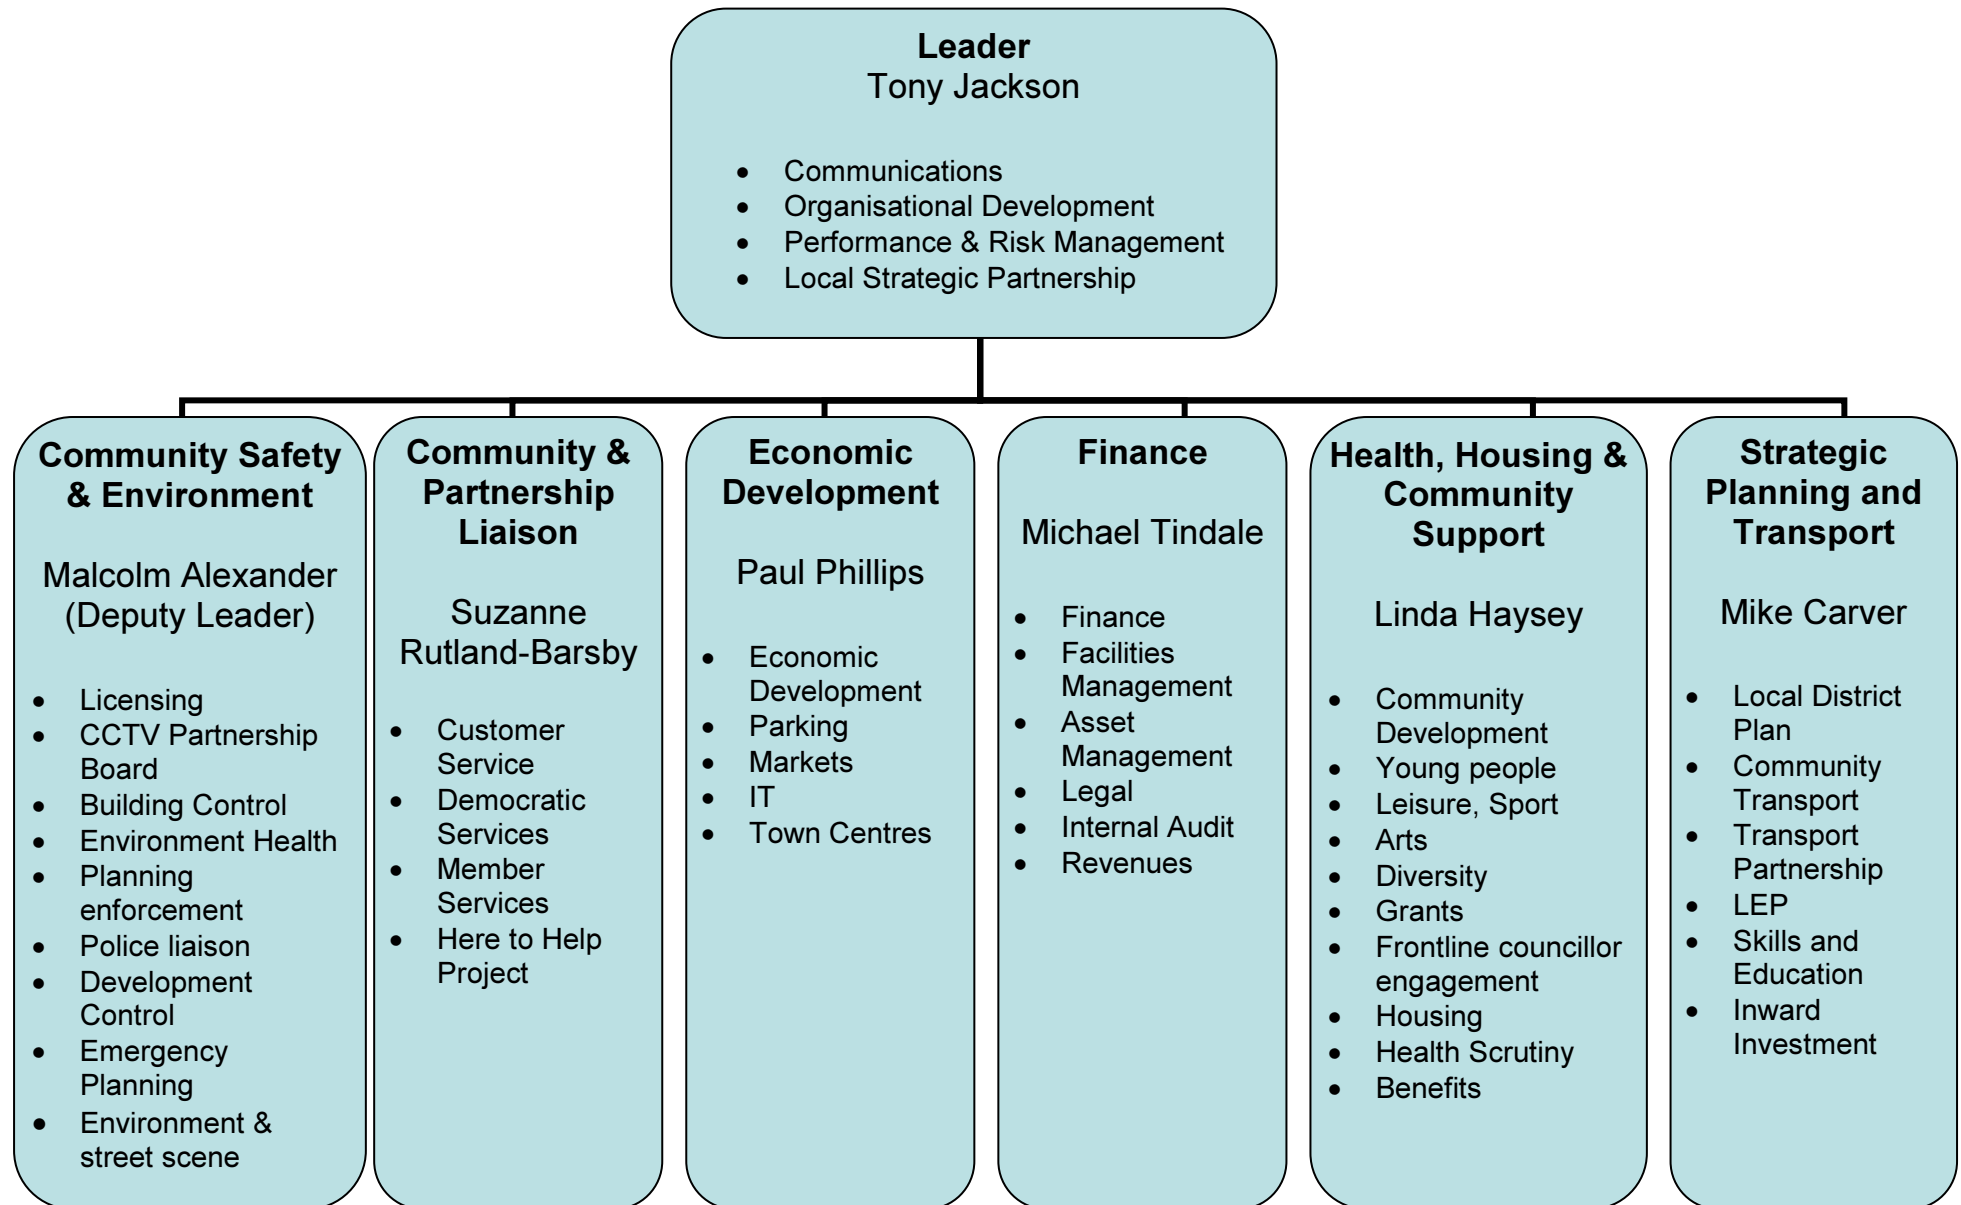 Leader
Tony Jackson
• Communications
• Organisational Development
• Performance & Risk Management
• Local Strategic Partnership
Community Safety
& Environment
Malcolm Alexander
(Deputy Leader)
• Licensing
• CCTV Partnership
Board
• Building Control
• Environment Health
• Planning
enforcement
• Police liaison
• Development
Control
• Emergency
Planning
• Environment &
street scene
Community &
Partnership
Liaison
Suzanne
Rutland-Barsby
• Customer
Service
• Democratic
Services
• Member
Services
• Here to Help
Project
Economic
Development
Paul Phillips
• Economic
Development
• Parking
• Markets
• IT
• Town Centres
Finance
Michael Tindale
• Finance
• Facilities
Management
• Asset
Management
• Legal
• Internal Audit
• Revenues
Health, Housing &
Community
Support
Linda Haysey
• Community
Development
• Young people
• Leisure, Sport
• Arts
• Diversity
• Grants
• Frontline councillor
engagement
• Housing
• Health Scrutiny
• Benefits
Strategic
Planning and
Transport
Mike Carver
• Local District
Plan
• Community
Transport
• Transport
Partnership
• LEP
• Skills and
Education
• Inward
Investment